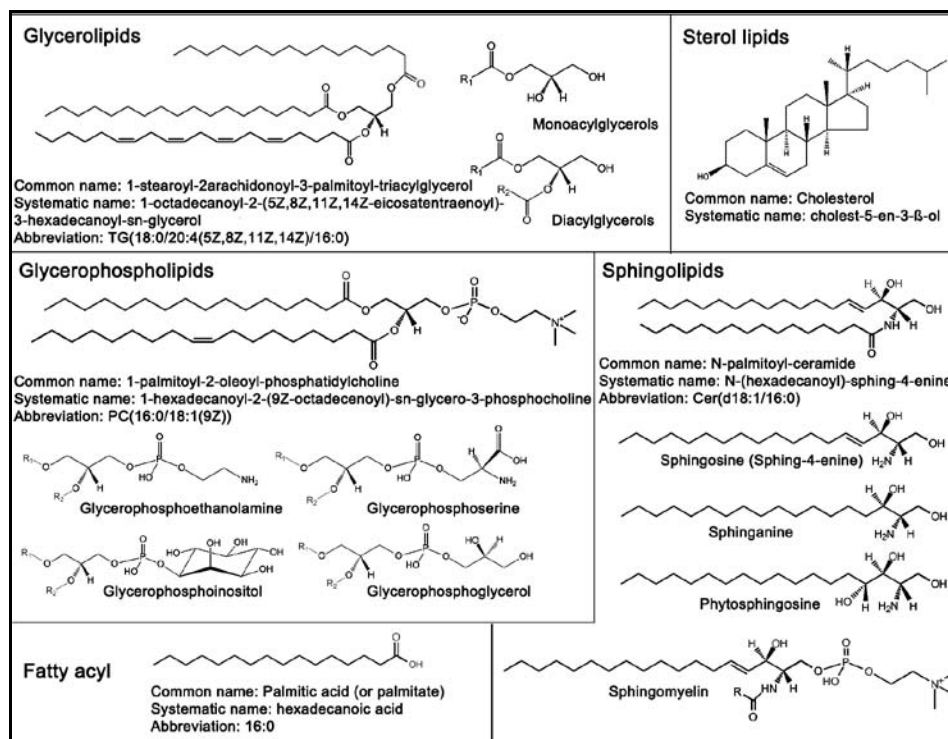 Glycerolipids
Monoacylglycerols
Diacylglycerols
Common name: 1-stearoyl-2arachidonoyl-3-palmitoyl-triacylglycerol
Systematic name: 1-octadecanoyl-2-(5Z,8Z,11Z,14Z-eicosatentraenoyl)-
3-hexadecanoyl-sn-glycerol
Abbreviation: TG(18:0/20:4(5Z,8Z,11Z,14Z)/16:0)
Sterol lipids
Common name: Cholesterol
Systematic name: cholest-5-en-3-ß-ol
Glycerophospholipids
Common name: 1-palmitoyl-2-oleoyl-phosphatidylcholine
Systematic name: 1-hexadecanoyl-2-(9Z-octadecenoyl)-sn-glycero-3-phosphocholine
Abbreviation: PC(16:0/18:1(9Z))
Glycerophosphoethanolamine
Glycerophosphoserine
Glycerophosphoinositol
Glycerophosphoglycerol
Sphingolipids
Common name: N-palmitoyl-ceramide
Systematic name: N-(hexadecanoyl)-sphing-4-enine
Abbreviation: Cer(d18:1/16:0)
Sphingosine (Sphing-4-enine)
Sphinganine
Phytosphingosine
Fatty acyl
Common name: Palmitic acid (or palmitate)
Systematic name: hexadecanoic acid
Abbreviation: 16:0
Sphingomyelin